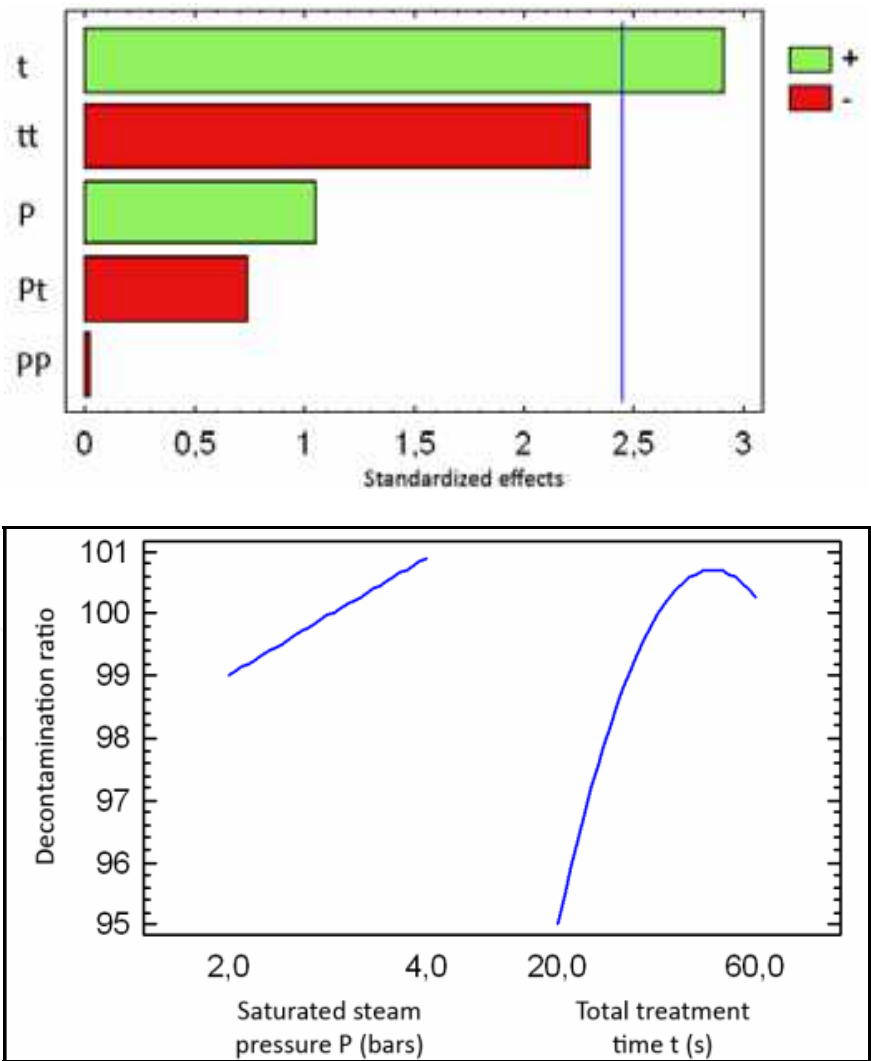 t
+
tt
-
P
Pt
PP
0 0,5 1 1,5 2 2,5 3
Standardized effects
101
100
99
98
97
96
95
Decontamination ratio
2,0 4,0 20,0 60,0
Saturated steam Total treatment
pressure P (bars) time t (s)